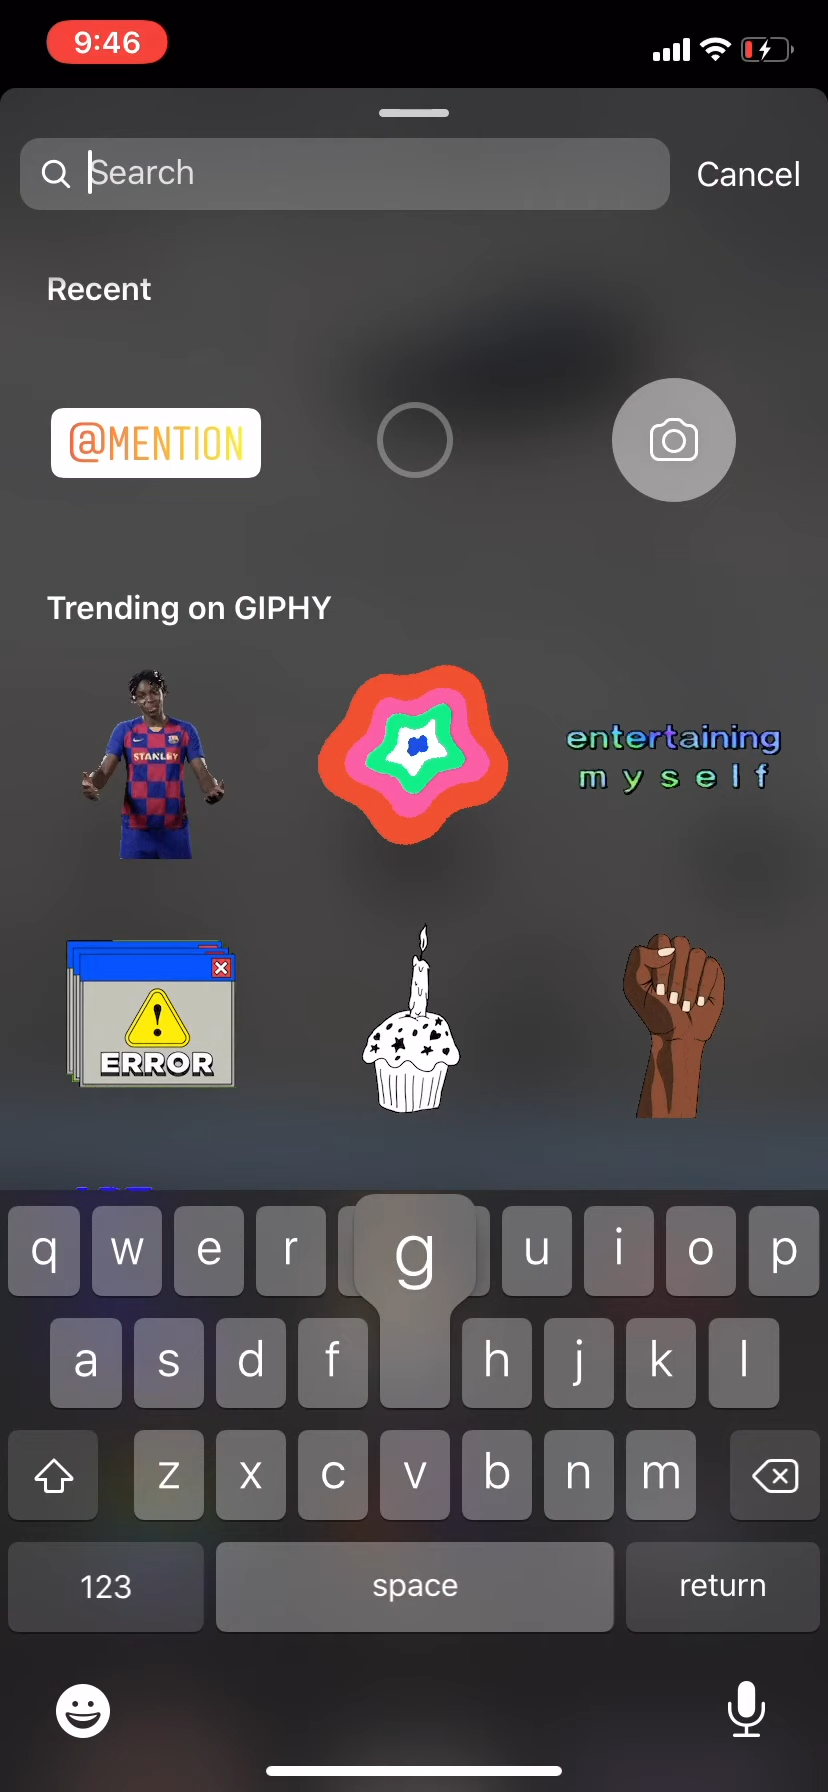 9:46
Search
Cancel
Recent
@MENTION
Trending on GIPHY
STANLEY
entertaining
myself
ERROR
q w e r g u i o p
a s d f h j k l
z x c v b n m
123 space return